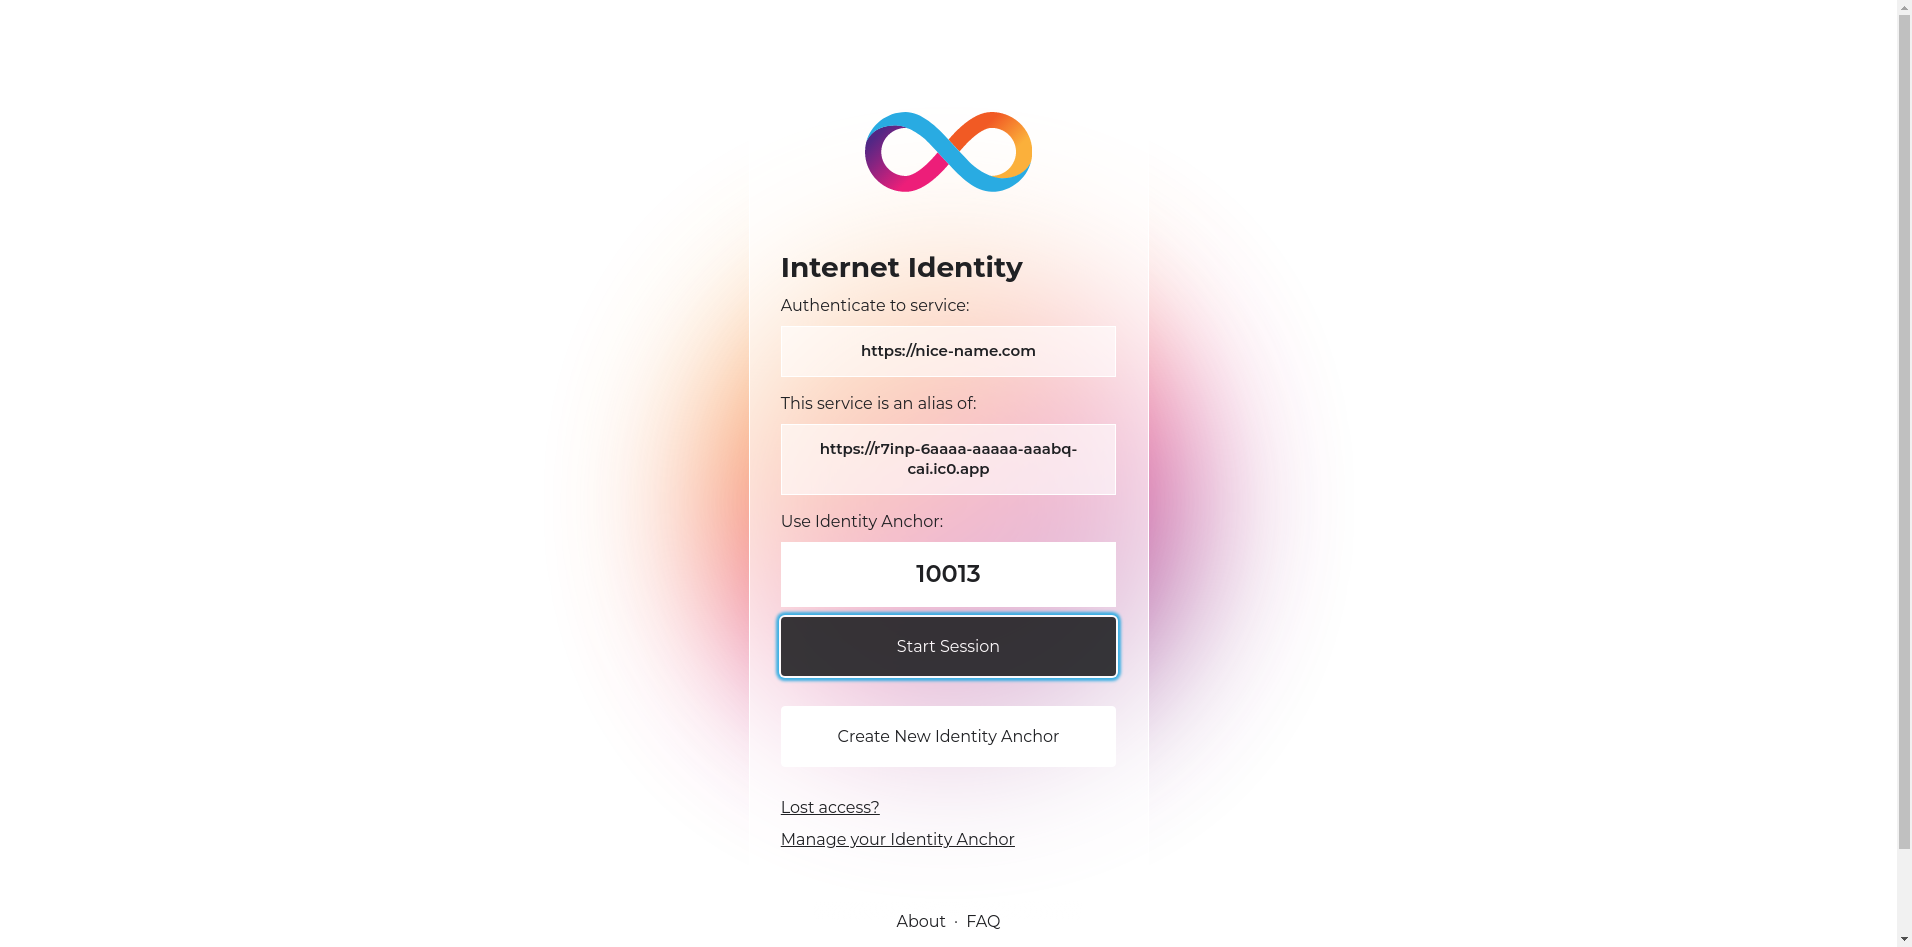 Internet Identity
Authenticate to service:
https://nice-name.com
This service is an alias of:
https://r7inp-6aaaa-aaaaa-aaabq-
cai.ic0.app
Use Identity Anchor:
10013
Start Session
Create New Identity Anchor
Lost access?
Manage your Identity Anchor
About · FAQ